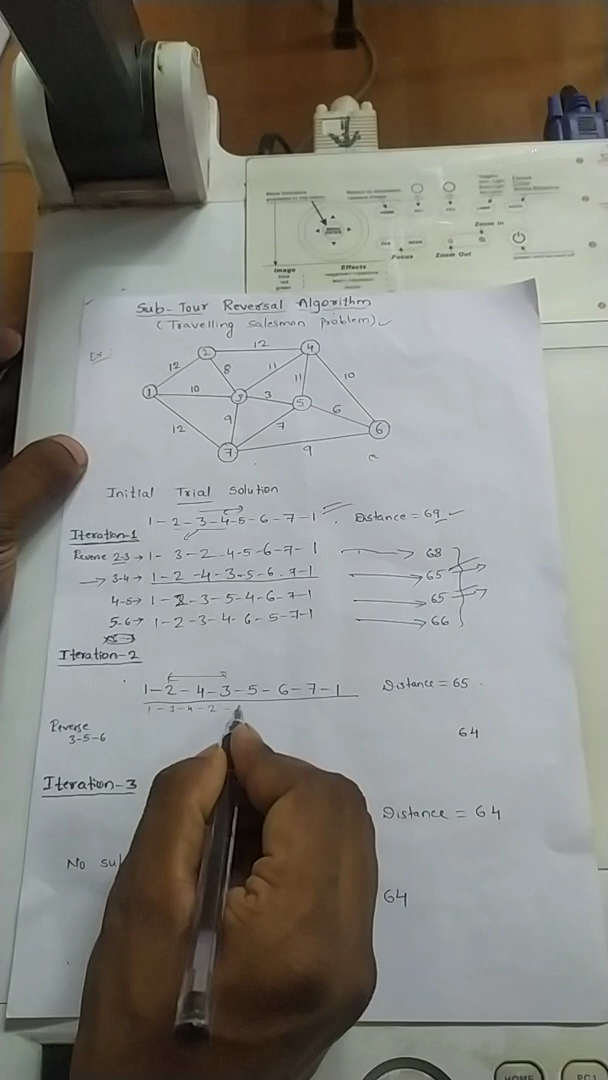 Image
Effects
Focus
Zoom Out
Zoom In
Sub-Tour Reversal Algorithm
(Travelling salesman problem)
Ex:
2 12 4
12 8 11 11 10
1 10 3 3 5
12 9 7 6 6
7 9
Initial Trial Solution
1-2-3-4-5-6-7-1. Distance = 69
Iteration-1
Reverse 2-3→ 1-3-2-4-5-6-7-1 → 68
→ 3-4→ 1-2-4-3-5-6-7-1 → 65
4-5→ 1-2-3-5-4-6-7-1 → 65
5-6→ 1-2-3-4-6-5-7-1 → 66
Iteration-2
1-2-4-3-5-6-7-1 Distance = 65
1-3-4-2
Reverse
3-5-6 64
Iteration-3
Distance = 64
No
64
HOME
PC1